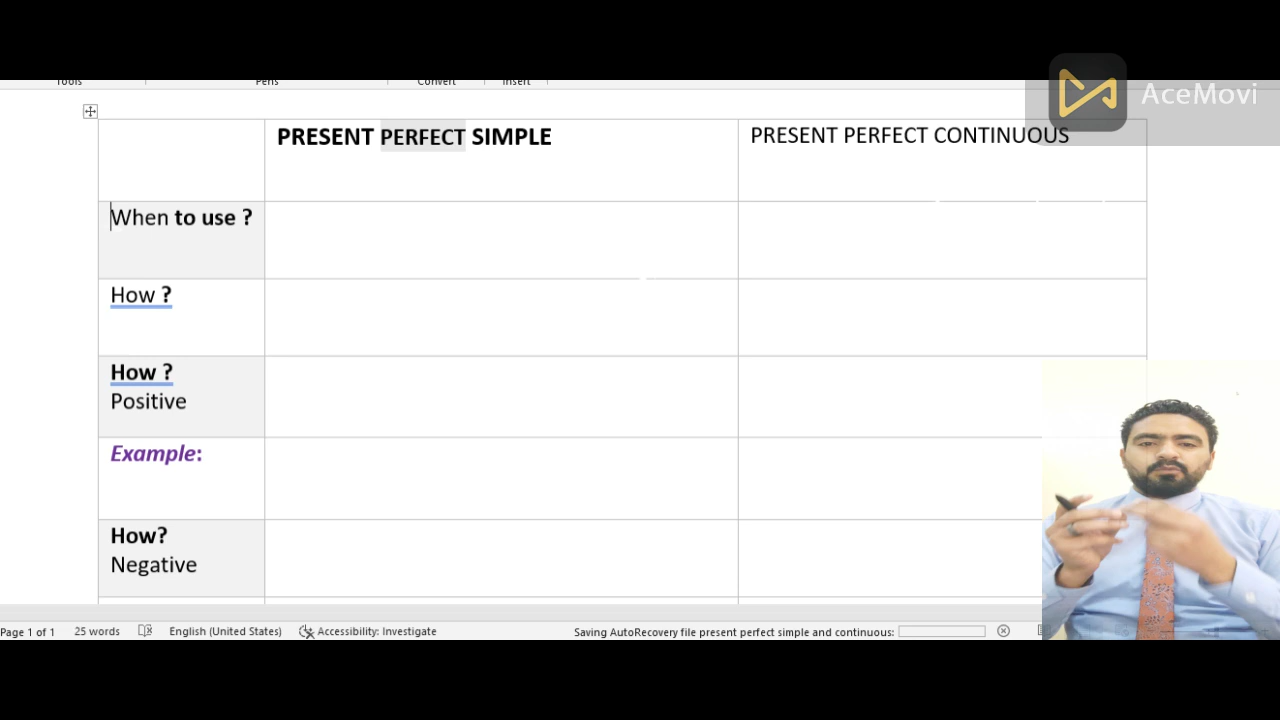 Tools Pens Convert Insert
AceMovi
PRESENT PERFECT SIMPLE
PRESENT PERFECT CONTINUOUS
When to use ?
How ?
How ?
Positive
Example:
How?
Negative
Page 1 of 1 25 words English (United States) Accessibility: Investigate Saving AutoRecovery file present perfect simple and continuous: